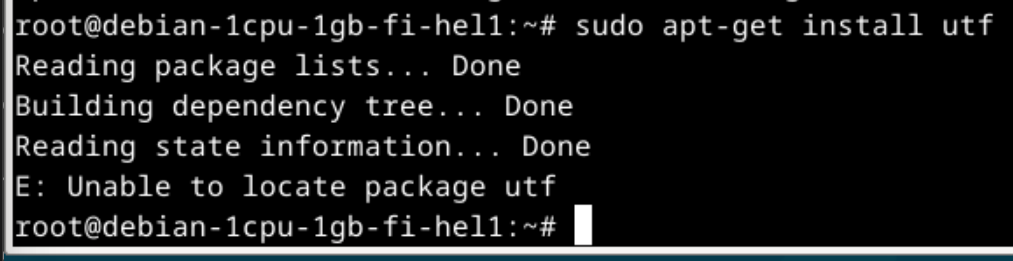 root@debian-1cpu-1gb-fi-hel1:~# sudo apt-get install utf
Reading package lists... Done
Building dependency tree... Done
Reading state information... Done
E: Unable to locate package utf
root@debian-1cpu-1gb-fi-hel1:~#